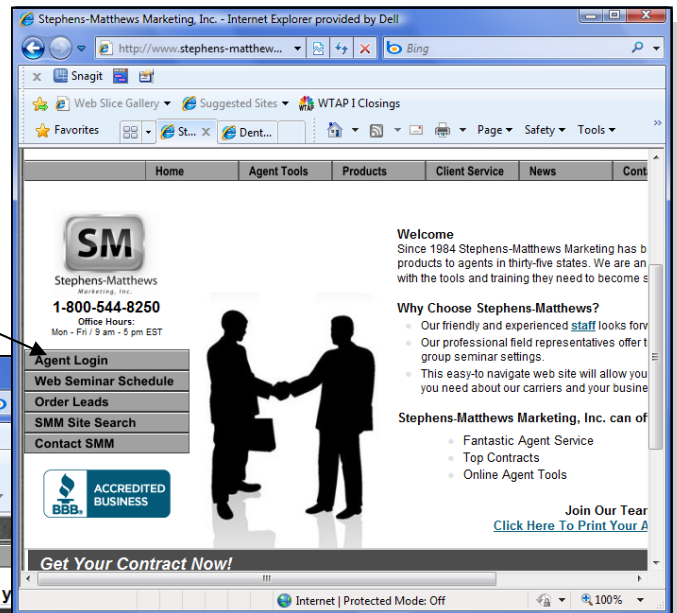 Stephens-Matthews Marketing, Inc. - Internet Explorer provided by Dell
http://www.stephens-matthew...
Bing
x Snagit
Web Slice Gallery Suggested Sites WTAP I Closings
Favorites St... x Dent... Page Safety Tools »
Home Agent Tools Products Client Service News Cont
SM
Stephens-Matthews
Marketing, Inc.
1-800-544-8250
Office Hours:
Mon - Fri / 9 am - 5 pm EST
Agent Login
Web Seminar Schedule
Order Leads
SMM Site Search
Contact SMM
BBB. ACCREDITED
BUSINESS
Welcome
Since 1984 Stephens-Matthews Marketing has b
products to agents in thirty-five states. We are an
with the tools and training they need to become s
Why Choose Stephens-Matthews?
Our friendly and experienced staff looks forw
Our professional field representatives offer t
group seminar settings.
This easy-to navigate web site will allow you
you need about our carriers and your busine
Stephens-Matthews Marketing, Inc. can of
Fantastic Agent Service
Top Contracts
Online Agent Tools
Join Our Tear
Click Here To Print Your A
Get Your Contract Now!
Internet | Protected Mode: Off 100%
y